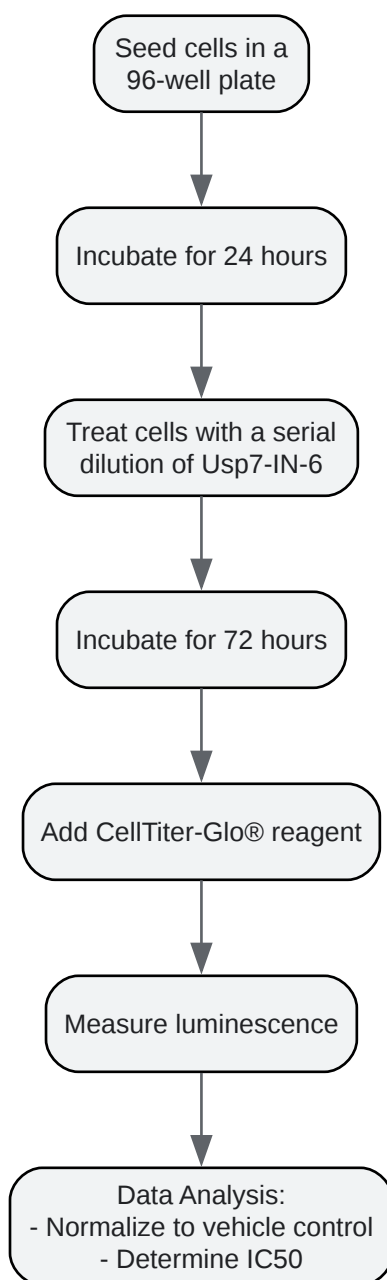 Seed cells in a
96-well plate
Incubate for 24 hours
Treat cells with a serial
dilution of Usp7-IN-6
Incubate for 72 hours
Add CellTiter-Glo® reagent
Measure luminescence
Data Analysis:
- Normalize to vehicle control
- Determine IC50